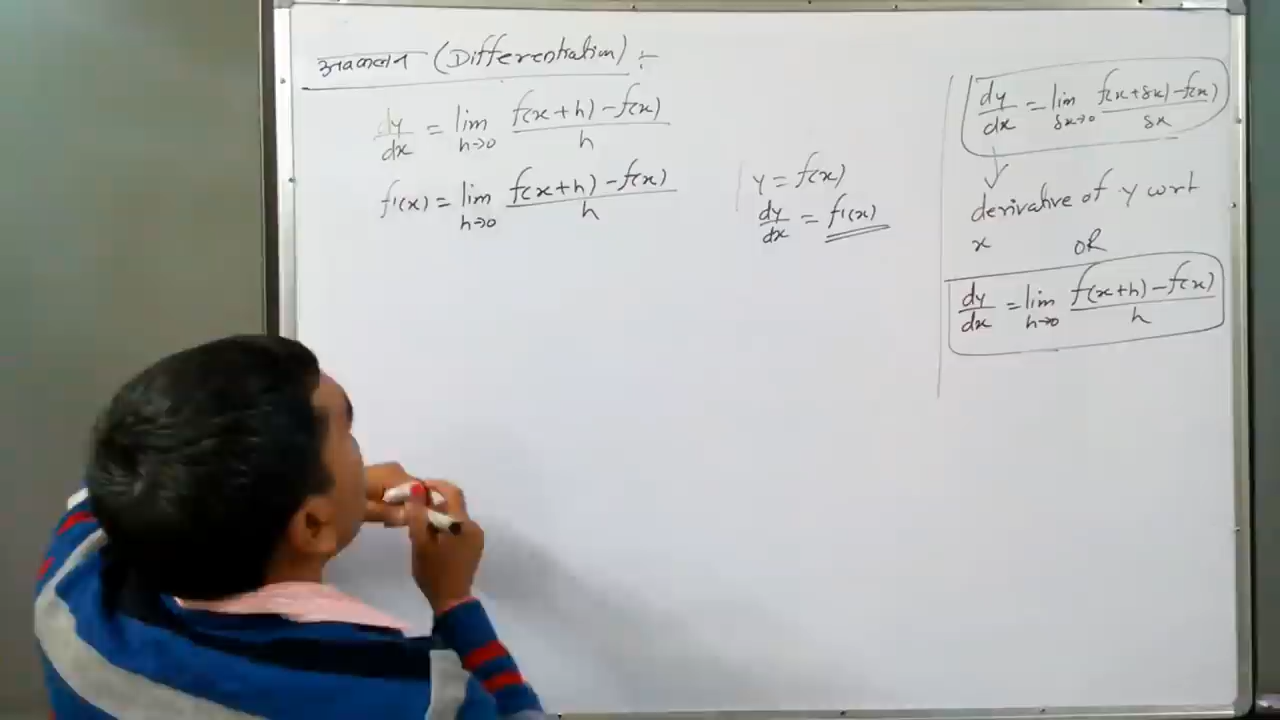 अवकलन (Differentiation) :-
dy/dx = lim h→0 f(x+h) - f(x) / h
f'(x) = lim h→0 f(x+h) - f(x) / h
y = f(x)
dy/dx = f'(x)
dy/dx = lim δx→0 f(x+δx) - f(x) / δx
derivative of y wrt
x OR
dy/dx = lim h→0 f(x+h) - f(x) / h